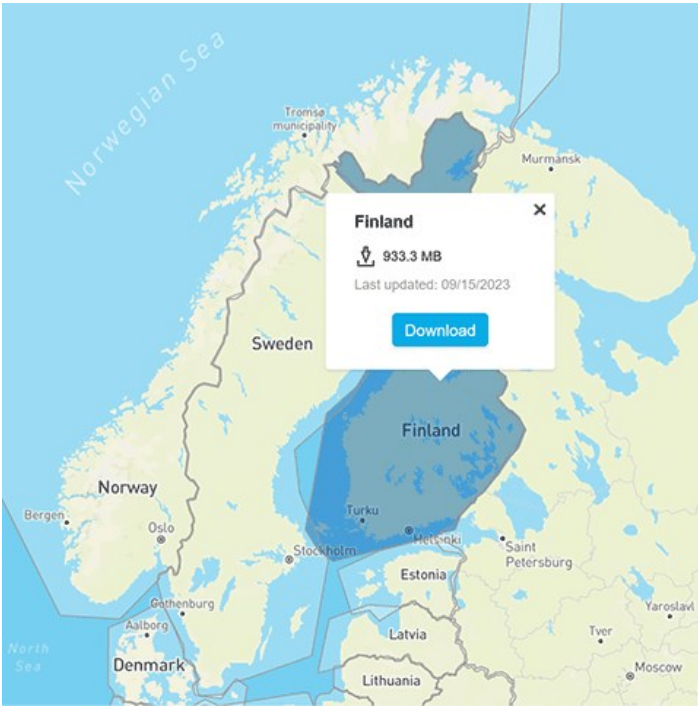 Norwegian Sea
Tromsø
municipality
Murmansk
Finland
933.3 MB
Last updated: 09/15/2023
Download
Sweden
Finland
Norway
Bergen
Oslo
Turku
Helsinki
Stockholm
Saint
Petersburg
Estonia
Gothenburg
Yaroslavl
Aalborg
Tver
Latvia
North
Sea
Denmark
Moscow
Lithuania